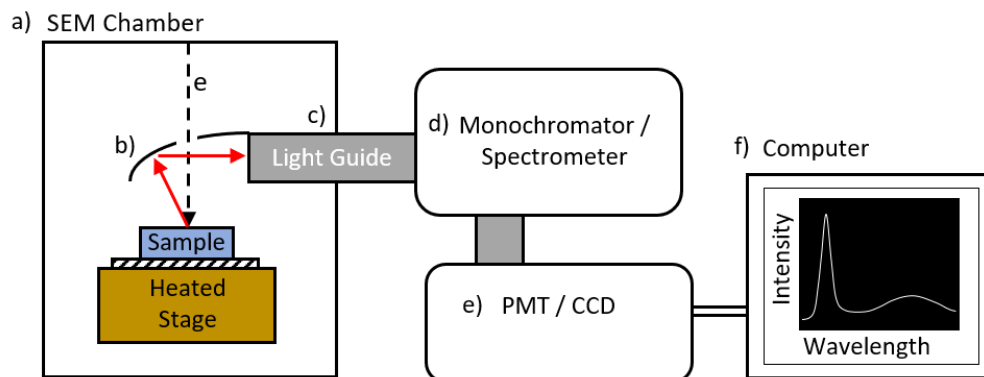 a) SEM Chamber
e
b)
c)
Light Guide
Sample
Heated
Stage
d) Monochromator /
Spectrometer
e) PMT / CCD
f) Computer
Intensity
Wavelength